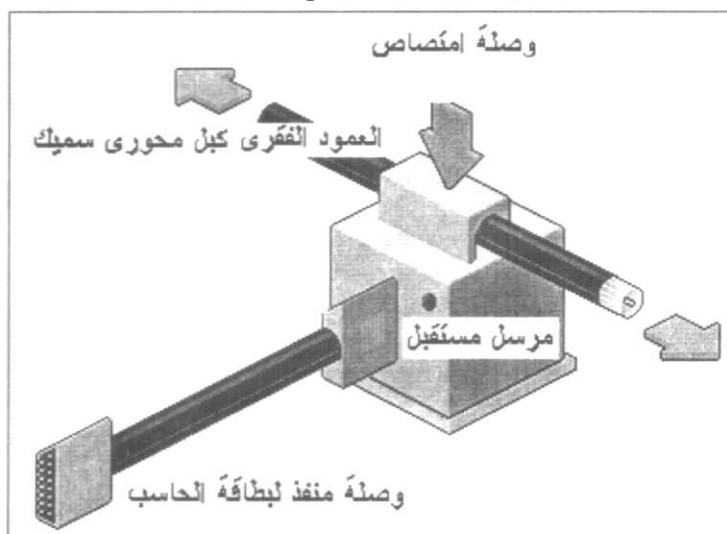 وصلة امتصاص
العمود الفقرى كبل محورى سميك
مرسل مستقبل
وصلة منفذ لبطاقة الحاسب